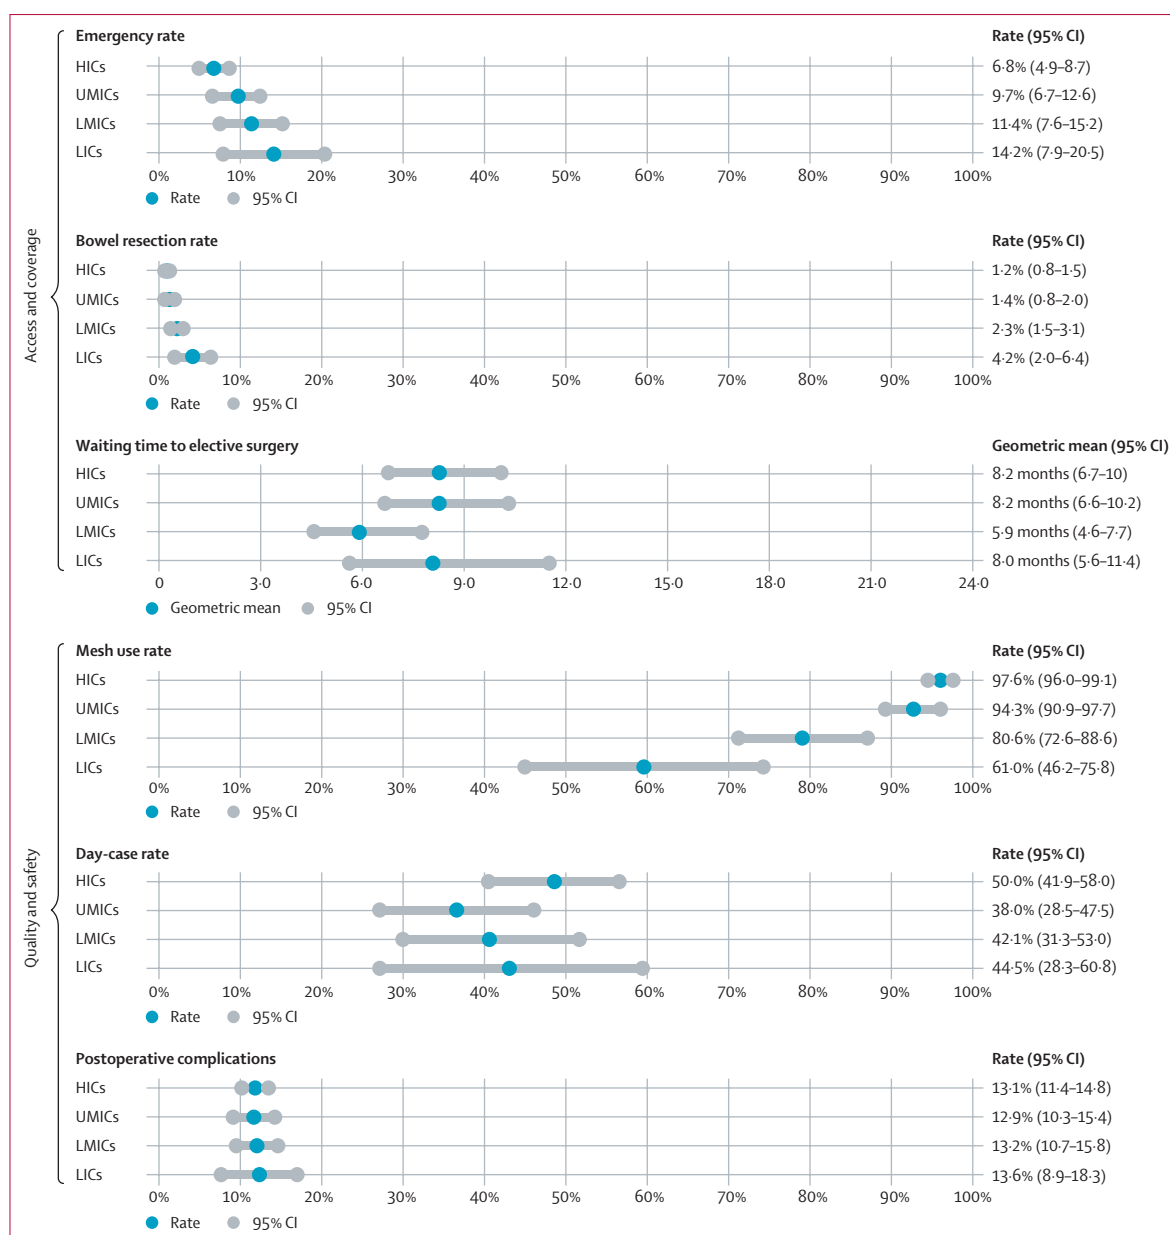 Access and coverage
Emergency rate Rate (95% CI)
HICs 6·8% (4·9–8·7)
UMICs 9·7% (6·7–12·6)
LMICs 11·4% (7·6–15·2)
LICs 14·2% (7·9–20·5)
0% 10% 20% 30% 40% 50% 60% 70% 80% 90% 100%
Rate 95% CI
Bowel resection rate Rate (95% CI)
HICs 1·2% (0·8–1·5)
UMICs 1·4% (0·8–2·0)
LMICs 2·3% (1·5–3·1)
LICs 4·2% (2·0–6·4)
0% 10% 20% 30% 40% 50% 60% 70% 80% 90% 100%
Rate 95% CI
Waiting time to elective surgery Geometric mean (95% CI)
HICs 8·2 months (6·7–10)
UMICs 8·2 months (6·6–10·2)
LMICs 5·9 months (4·6–7·7)
LICs 8·0 months (5·6–11·4)
0 3·0 6·0 9·0 12·0 15·0 18·0 21·0 24·0
Geometric mean 95% CI
Quality and safety
Mesh use rate Rate (95% CI)
HICs 97·6% (96·0–99·1)
UMICs 94·3% (90·9–97·7)
LMICs 80·6% (72·6–88·6)
LICs 61·0% (46·2–75·8)
0% 10% 20% 30% 40% 50% 60% 70% 80% 90% 100%
Rate 95% CI
Day-case rate Rate (95% CI)
HICs 50·0% (41·9–58·0)
UMICs 38·0% (28·5–47·5)
LMICs 42·1% (31·3–53·0)
LICs 44·5% (28·3–60·8)
0% 10% 20% 30% 40% 50% 60% 70% 80% 90% 100%
Rate 95% CI
Postoperative complications Rate (95% CI)
HICs 13·1% (11·4–14·8)
UMICs 12·9% (10·3–15·4)
LMICs 13·2% (10·7–15·8)
LICs 13·6% (8·9–18·3)
0% 10% 20% 30% 40% 50% 60% 70% 80% 90% 100%
Rate 95% CI